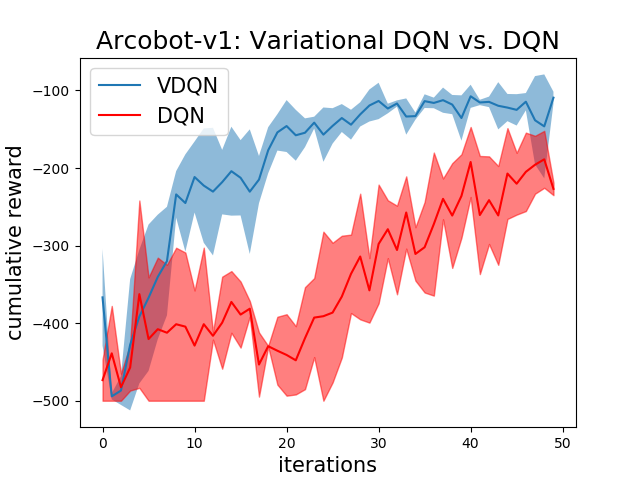 Arcobot-v1: Variational DQN vs. DQN
VDQN
DQN
cumulative reward
−100
−200
−300
−400
−500
0 10 20 30 40 50
iterations